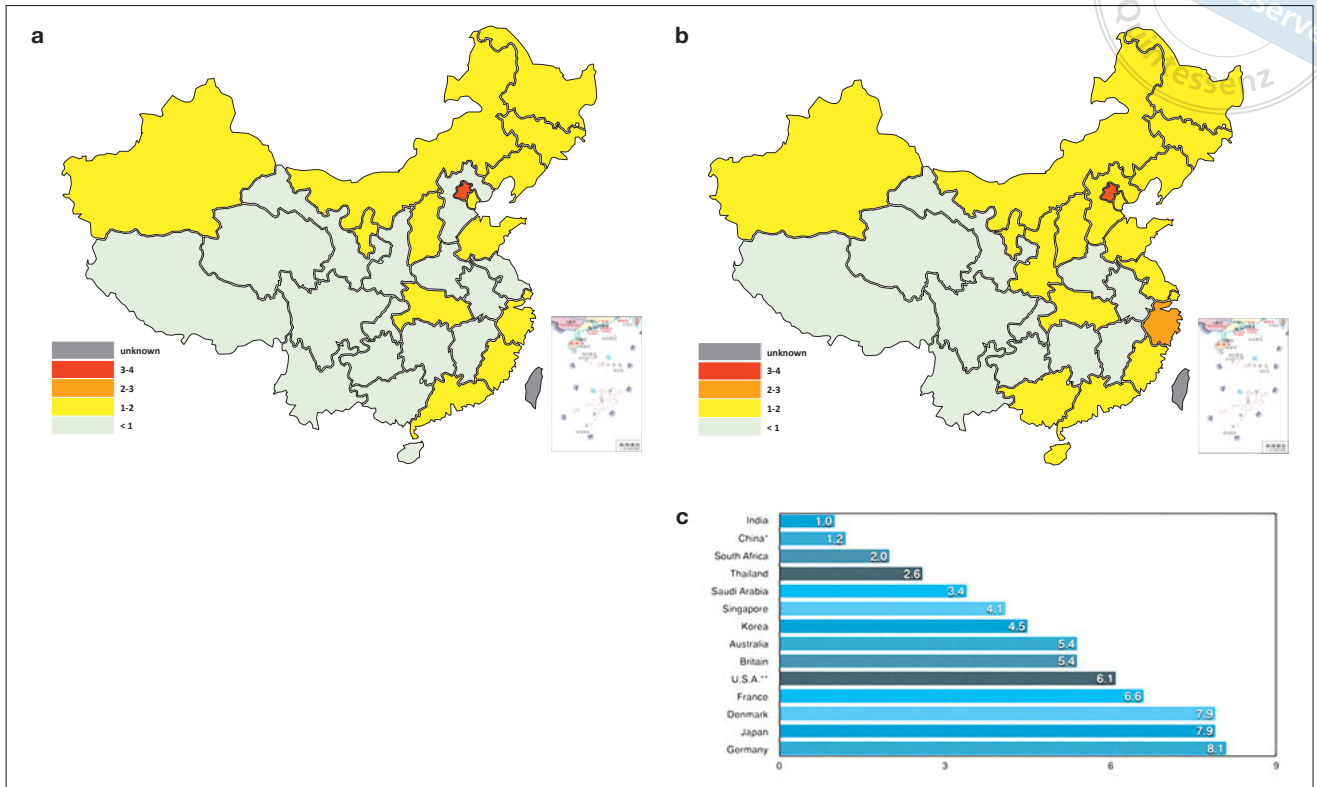 a
unknown
3-4
2-3
1-2
< 1
b
unknown
3-4
2-3
1-2
< 1
c
India 1.0
China* 1.2
South Africa 2.0
Thailand 2.6
Saudi Arabia 3.4
Singapore 4.1
Korea 4.5
Australia 5.4
Britain 5.4
U.S.A.** 6.1
France 6.6
Denmark 7.9
Japan 7.9
Germany 8.1
0 3 6 9
Quintessenz